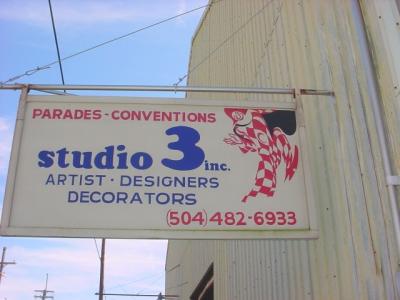 PARADES - CONVENTIONS
studio 3 inc.
ARTIST · DESIGNERS
DECORATORS
(504) 482-6933